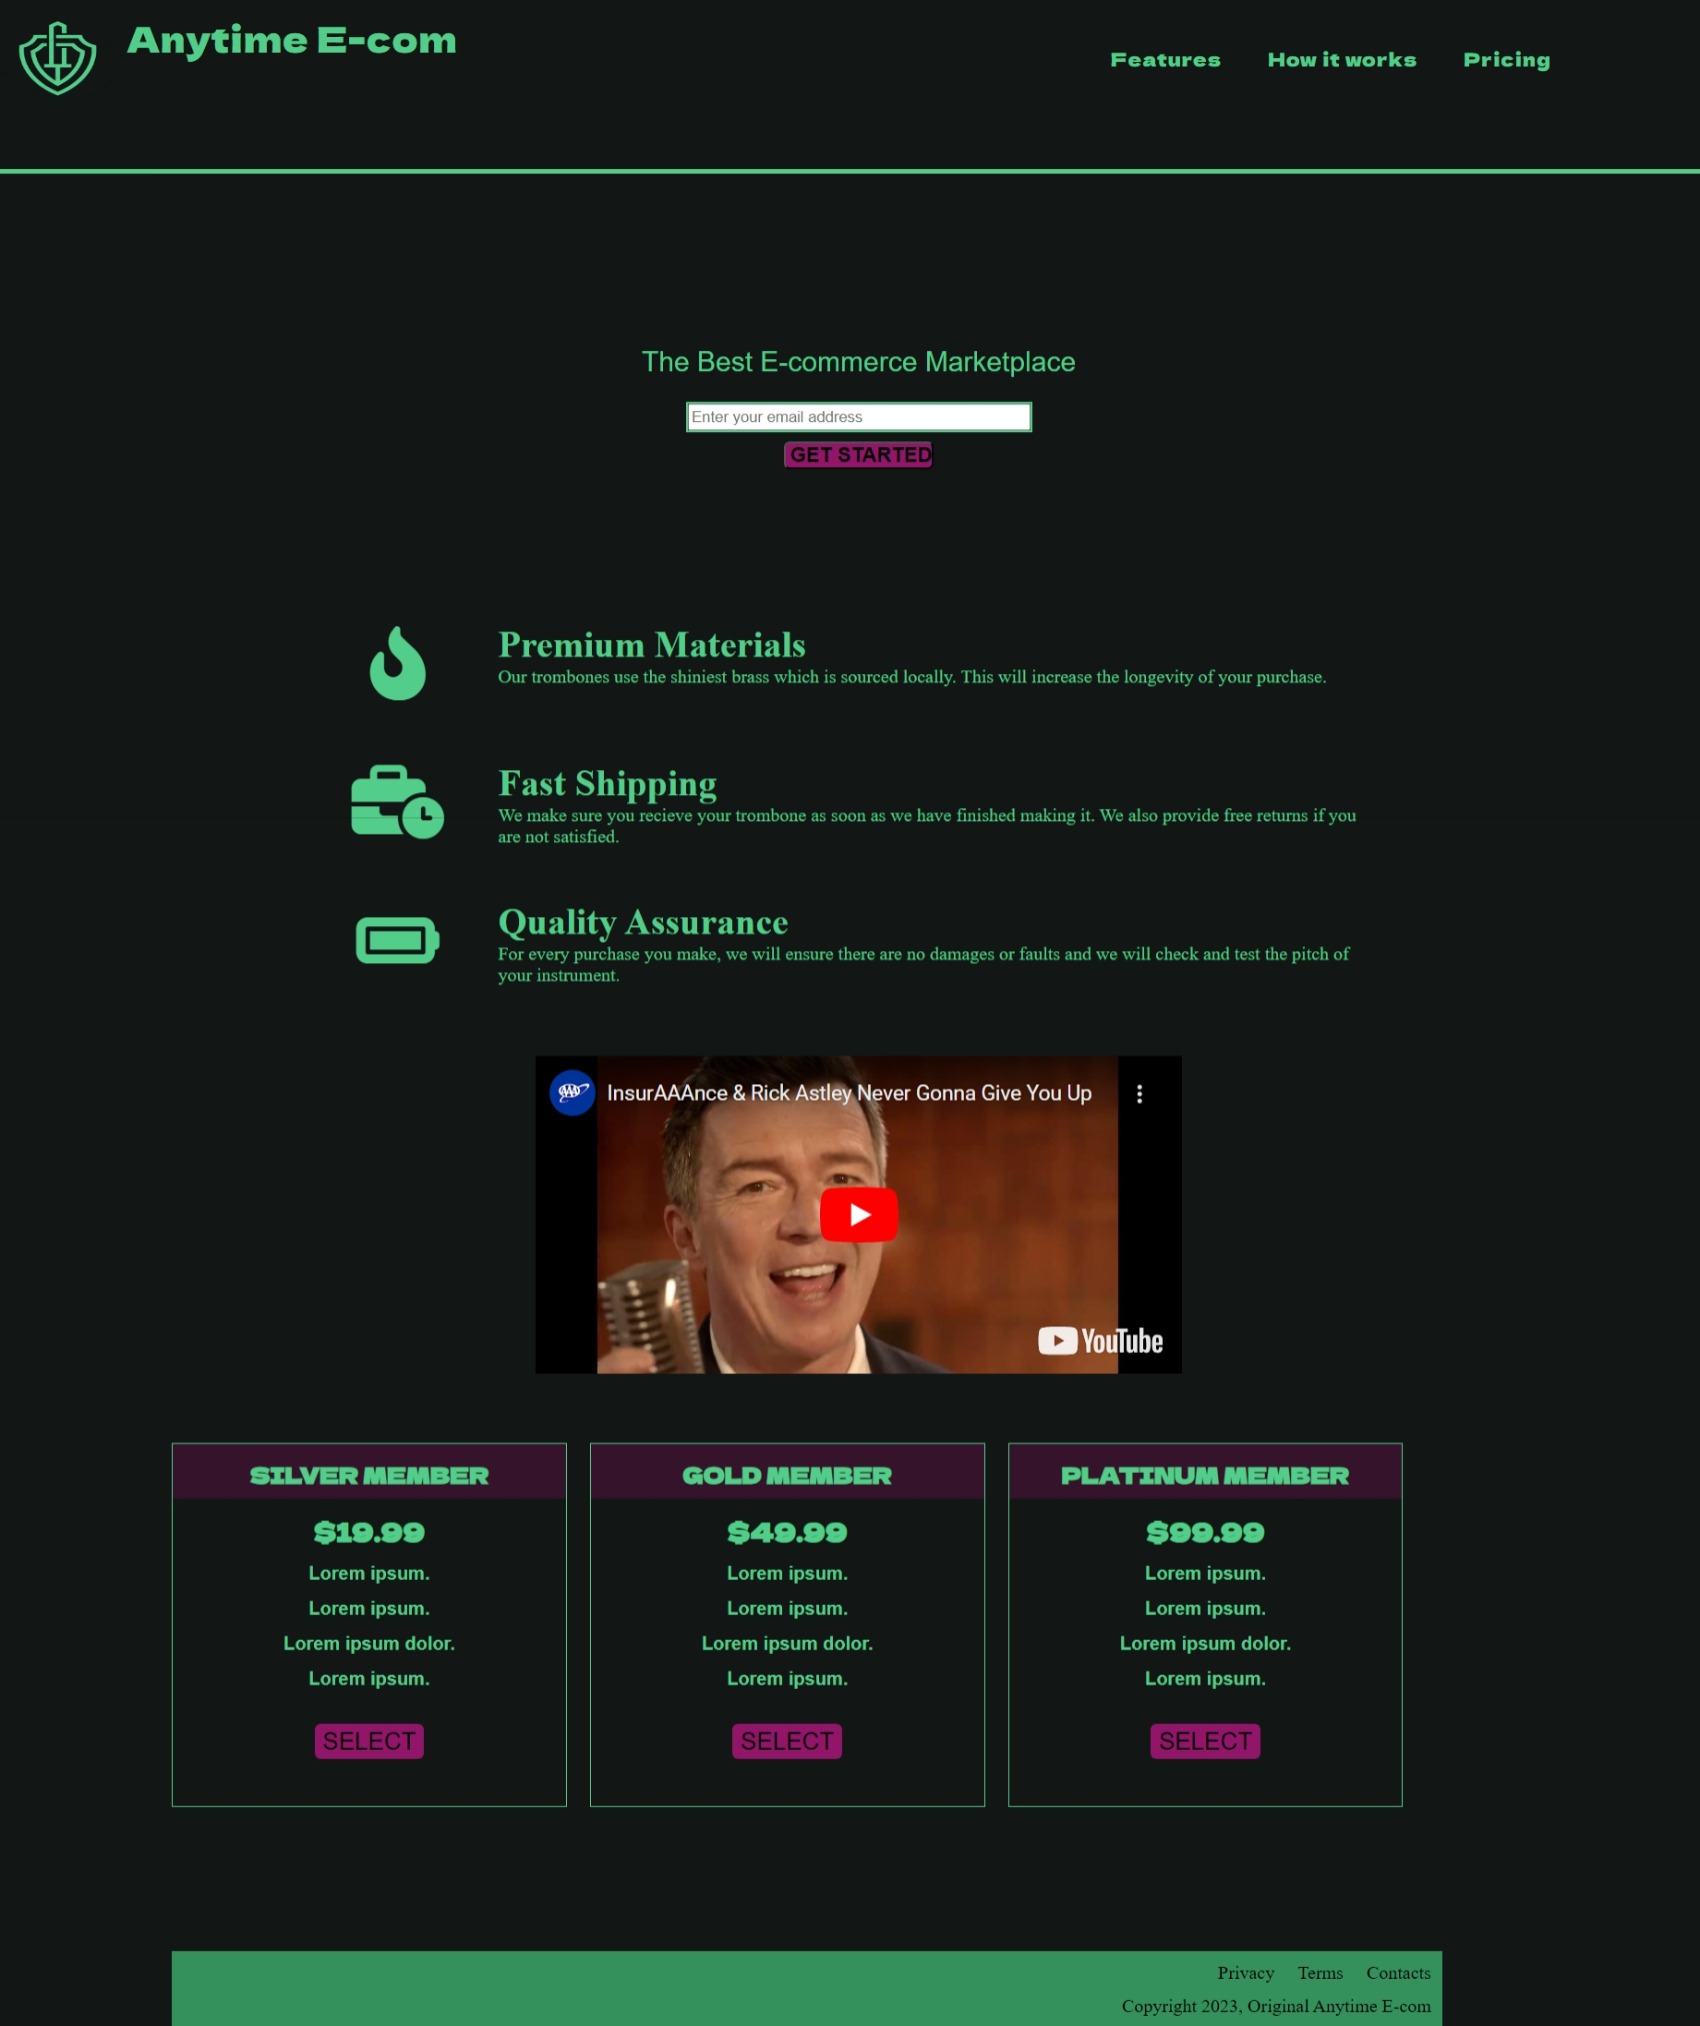 Anytime E-com
Features How it works Pricing
The Best E-commerce Marketplace
Enter your email address
GET STARTED
Premium Materials
Our trombones use the shiniest brass which is sourced locally. This will increase the longevity of your purchase.
Fast Shipping
We make sure you recieve your trombone as soon as we have finished making it. We also provide free returns if you
are not satisfied.
Quality Assurance
For every purchase you make, we will ensure there are no damages or faults and we will check and test the pitch of
your instrument.
AAA
InsurAAAnce & Rick Astley Never Gonna Give You Up
YouTube
SILVER MEMBER
$19.99
Lorem ipsum.
Lorem ipsum.
Lorem ipsum dolor.
Lorem ipsum.
SELECT
GOLD MEMBER
$49.99
Lorem ipsum.
Lorem ipsum.
Lorem ipsum dolor.
Lorem ipsum.
SELECT
PLATINUM MEMBER
$99.99
Lorem ipsum.
Lorem ipsum.
Lorem ipsum dolor.
Lorem ipsum.
SELECT
Privacy Terms Contacts
Copyright 2023, Original Anytime E-com